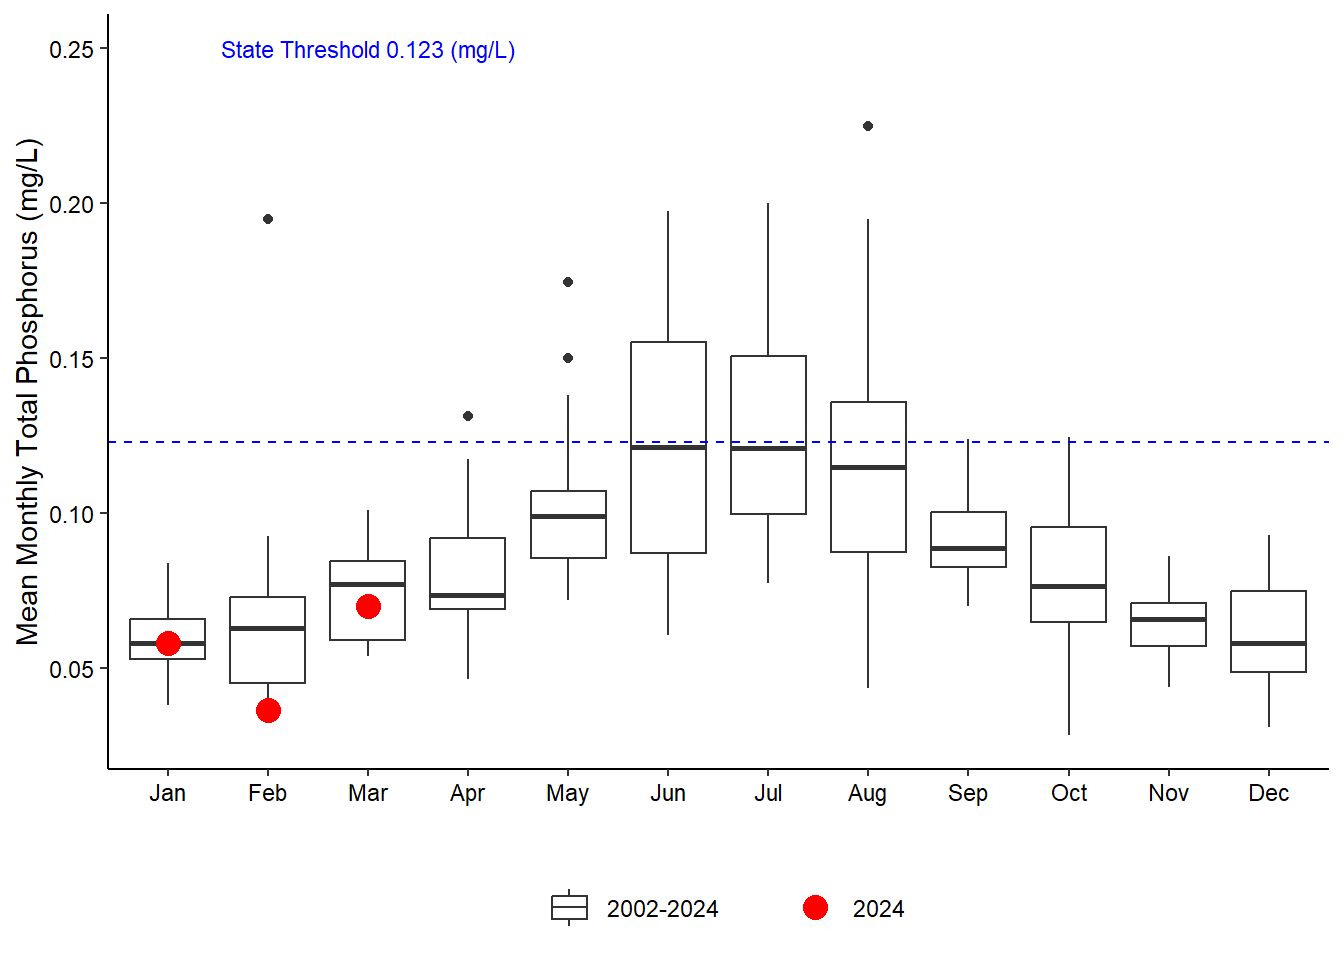 State Threshold 0.123 (mg/L)
Mean Monthly Total Phosphorus (mg/L)
0.25
0.20
0.15
0.10
0.05
Jan Feb Mar Apr May Jun Jul Aug Sep Oct Nov Dec
2002-2024 2024